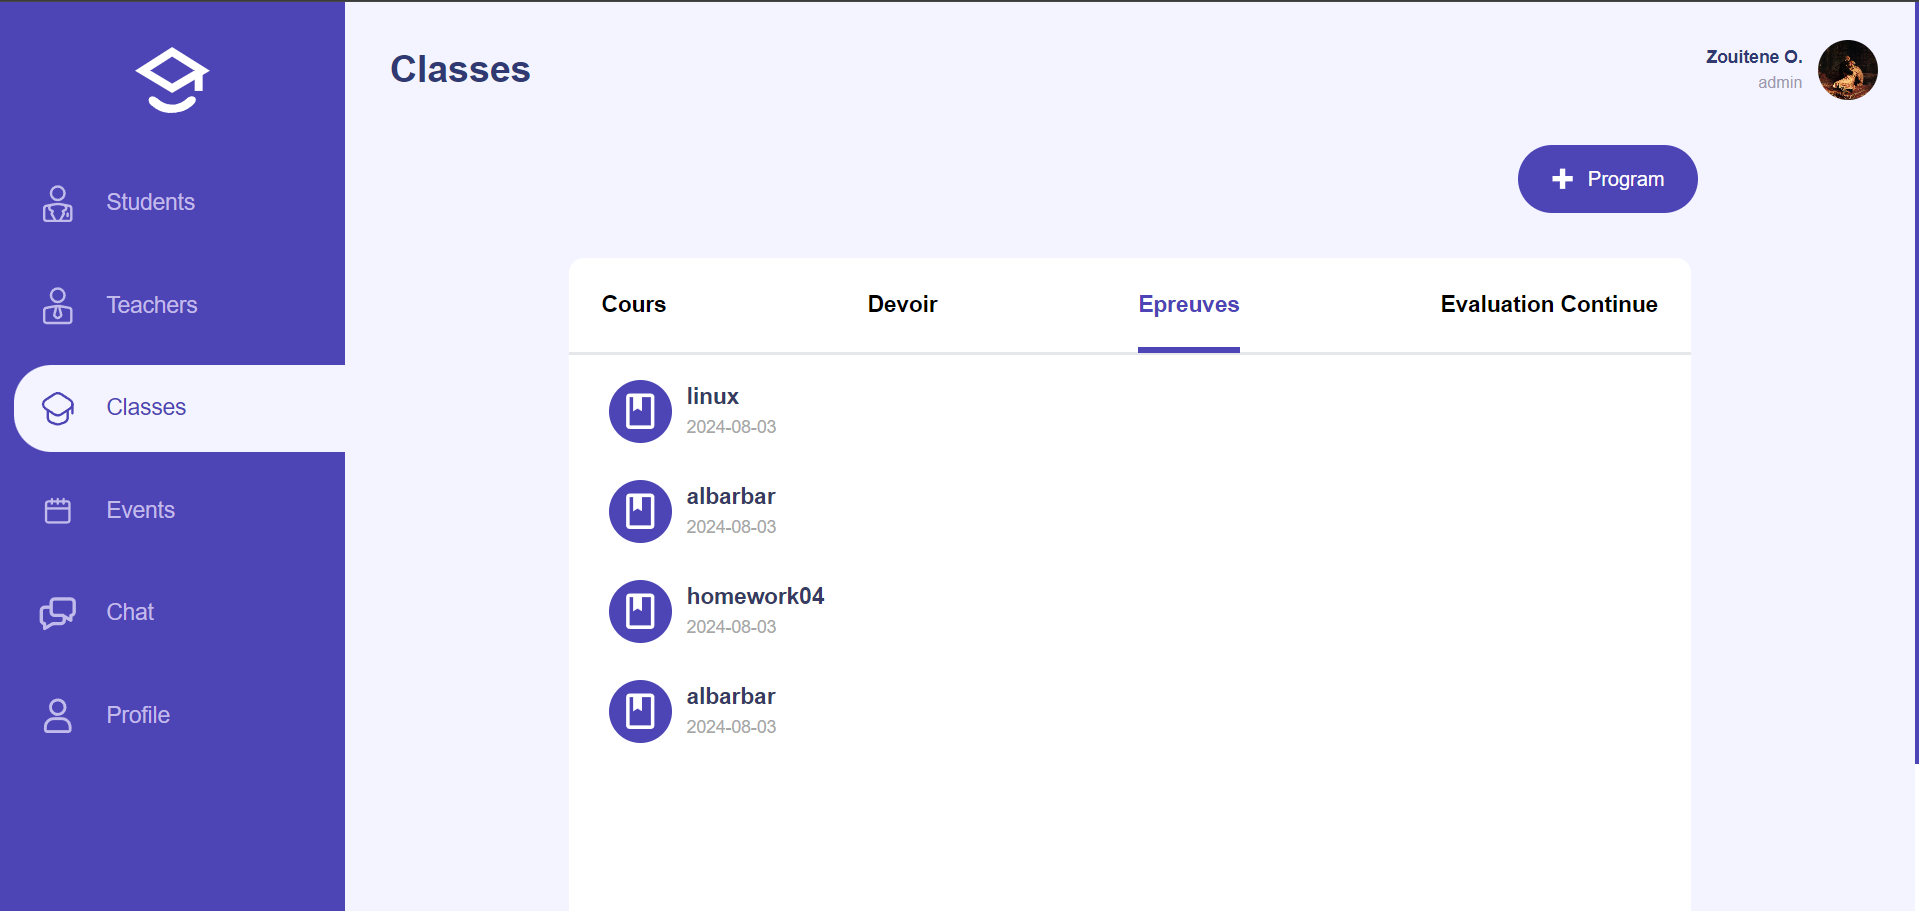 Classes
Zouitene O.
admin
Students
Teachers
Classes
Events
Chat
Profile
Program
Cours
Devoir
Epreuves
Evaluation Continue
linux
2024-08-03
albarbar
2024-08-03
homework04
2024-08-03
albarbar
2024-08-03